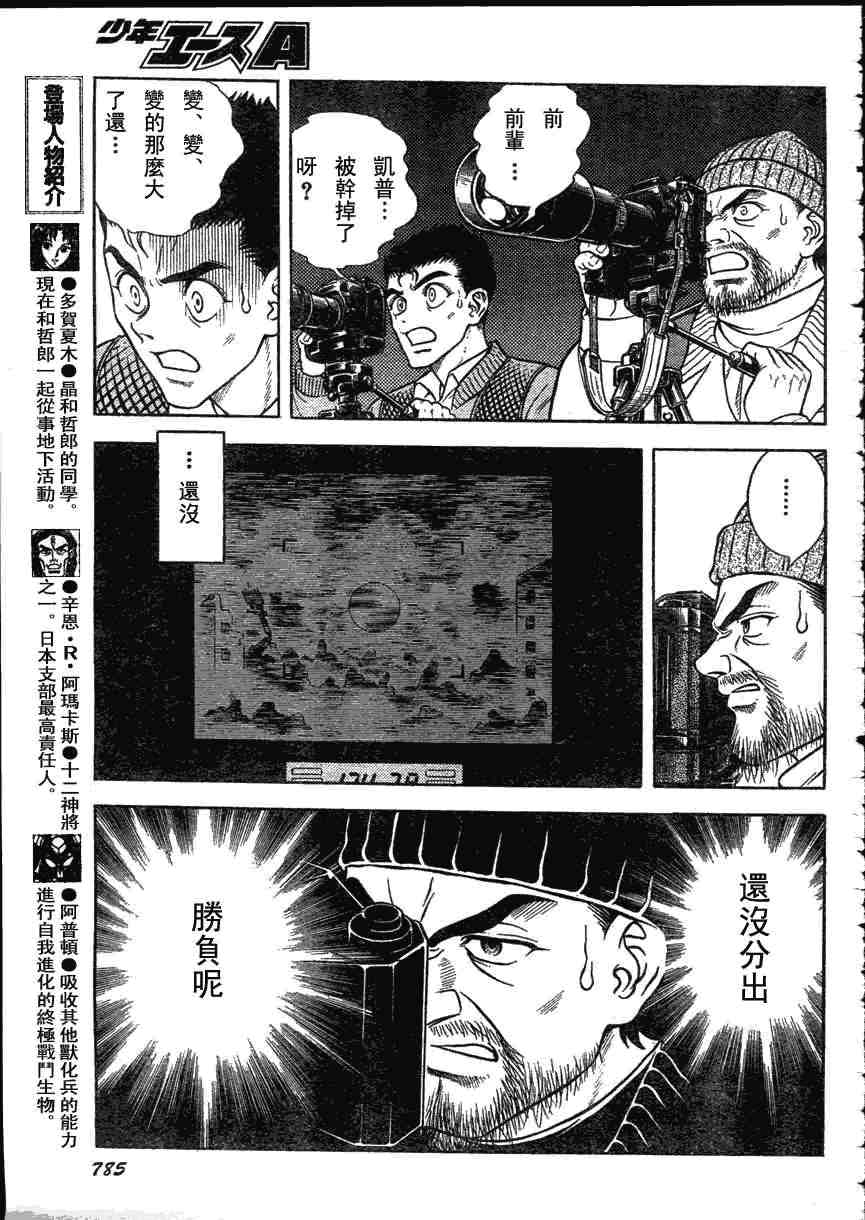 少年エースA
前
前輩…
凱普…
被幹掉了
呀？
變、變、
變的那麼大
了還…
……
…還沒
還沒分出
勝負呢
登場人物紹介
●多賀夏木●晶和哲郎的同學。
現在和哲郎一起從事地下活動。
●辛恩・R・阿瑪卡斯●十二神將
之一。日本支部最高責任人。
●阿普頓●吸收其他獸化兵的能力
進行自我進化的終極戰鬥生物。
785